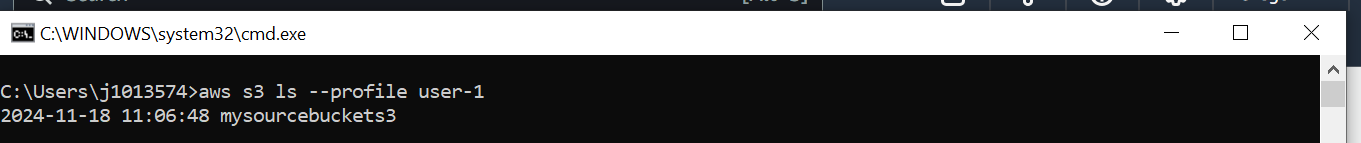 Search
C:\WINDOWS\system32\cmd.exe
C:\Users\j1013574>aws s3 ls --profile user-1
2024-11-18 11:06:48 mysourcebuckets3